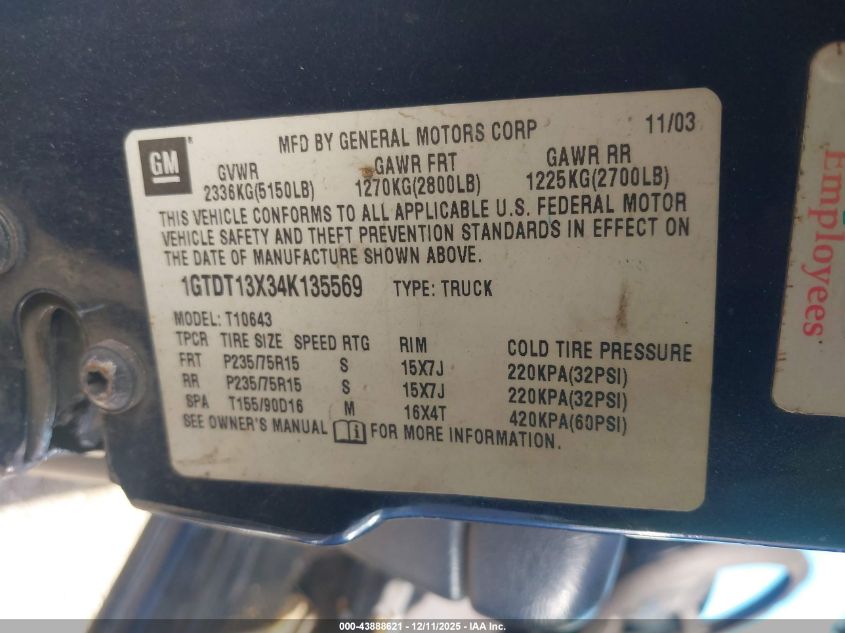 GM
MFD BY GENERAL MOTORS CORP 11/03
GVWR GAWR FRT GAWR RR
2336KG(5150LB) 1270KG(2800LB) 1225KG(2700LB)
THIS VEHICLE CONFORMS TO ALL APPLICABLE U.S. FEDERAL MOTOR
VEHICLE SAFETY AND THEFT PREVENTION STANDARDS IN EFFECT ON
THE DATE OF MANUFACTURE SHOWN ABOVE.
1GTDT13X34K135569 TYPE: TRUCK
MODEL: T10643
TPCR TIRE SIZE SPEED RTG RIM COLD TIRE PRESSURE
FRT P235/75R15 S 15X7J 220KPA(32PSI)
RR P235/75R15 S 15X7J 220KPA(32PSI)
SPA T155/90D16 M 16X4T 420KPA(60PSI)
SEE OWNER'S MANUAL i FOR MORE INFORMATION.
Employees
000-43888621 - 12/11/2025 - IAA Inc.